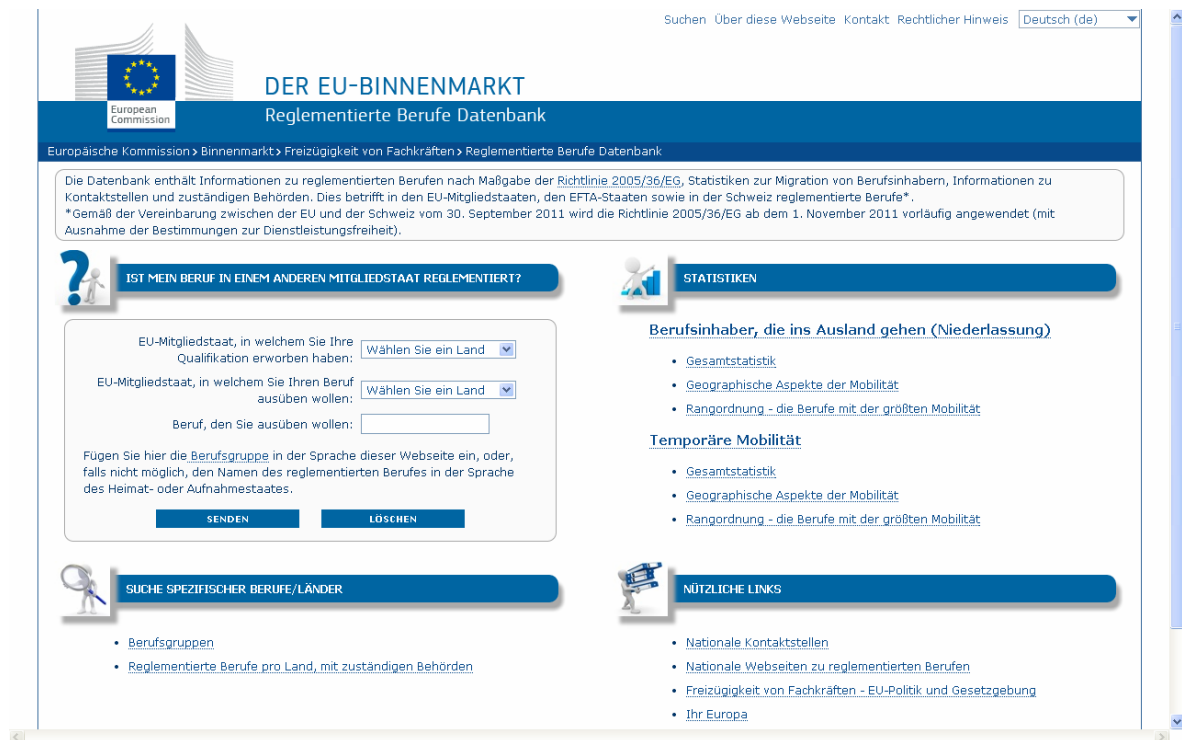 Suchen Über diese Webseite Kontakt Rechtlicher Hinweis Deutsch (de)
DER EU-BINNENMARKT
European
Commission
Reglementierte Berufe Datenbank
Europäische Kommission > Binnenmarkt > Freizügigkeit von Fachkräften > Reglementierte Berufe Datenbank
Die Datenbank enthält Informationen zu reglementierten Berufen nach Maßgabe der Richtlinie 2005/36/EG, Statistiken zur Migration von Berufsinhabern, Informationen zu
Kontaktstellen und zuständigen Behörden. Dies betrifft in den EU-Mitgliedstaaten, den EFTA-Staaten sowie in der Schweiz reglementierte Berufe*.
*Gemäß der Vereinbarung zwischen der EU und der Schweiz vom 30. September 2011 wird die Richtlinie 2005/36/EG ab dem 1. November 2011 vorläufig angewendet (mit
Ausnahme der Bestimmungen zur Dienstleistungsfreiheit).
IST MEIN BERUF IN EINEM ANDEREN MITGLIEDSTAAT REGLEMENTIERT?
EU-Mitgliedstaat, in welchem Sie Ihre
Qualifikation erworben haben:
Wählen Sie ein Land
EU-Mitgliedstaat, in welchem Sie Ihren Beruf
ausüben wollen:
Wählen Sie ein Land
Beruf, den Sie ausüben wollen:
Fügen Sie hier die Berufsgruppe in der Sprache dieser Webseite ein, oder,
falls nicht möglich, den Namen des reglementierten Berufes in der Sprache
des Heimat- oder Aufnahmestaates.
SENDEN LÖSCHEN
STATISTIKEN
Berufsinhaber, die ins Ausland gehen (Niederlassung)
• Gesamtstatistik
• Geographische Aspekte der Mobilität
• Rangordnung - die Berufe mit der größten Mobilität
Temporäre Mobilität
• Gesamtstatistik
• Geographische Aspekte der Mobilität
• Rangordnung - die Berufe mit der größten Mobilität
SUCHE SPEZIFISCHER BERUFE/LÄNDER
• Berufsgruppen
• Reglementierte Berufe pro Land, mit zuständigen Behörden
NÜTZLICHE LINKS
• Nationale Kontaktstellen
• Nationale Webseiten zu reglementierten Berufen
• Freizügigkeit von Fachkräften - EU-Politik und Gesetzgebung
• Ihr Europa